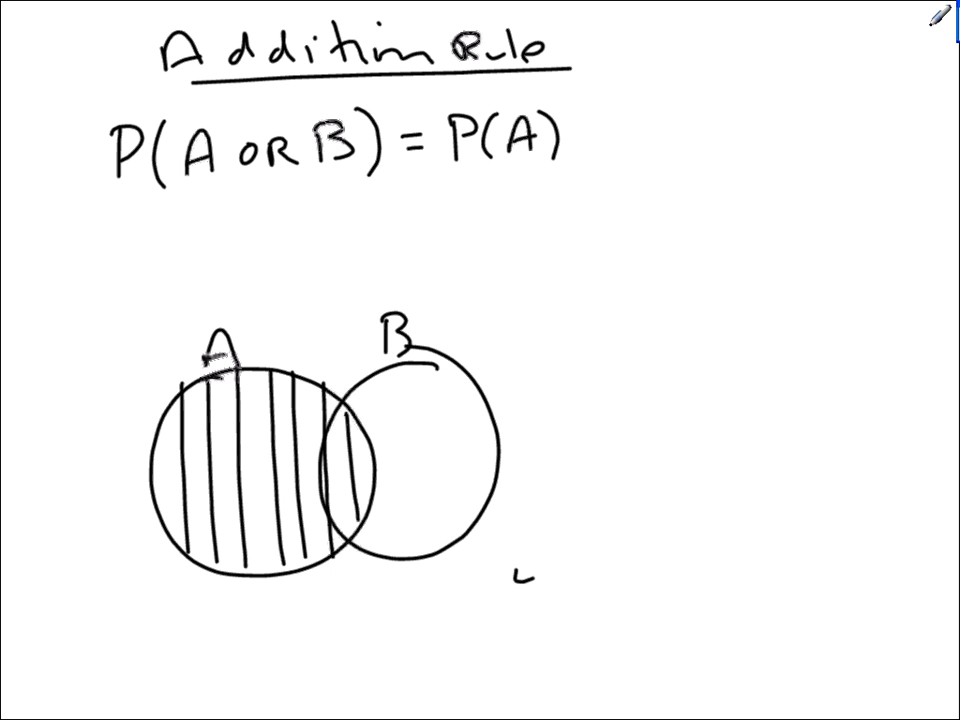 Addition Rule
P(A OR B) = P(A)
A
B